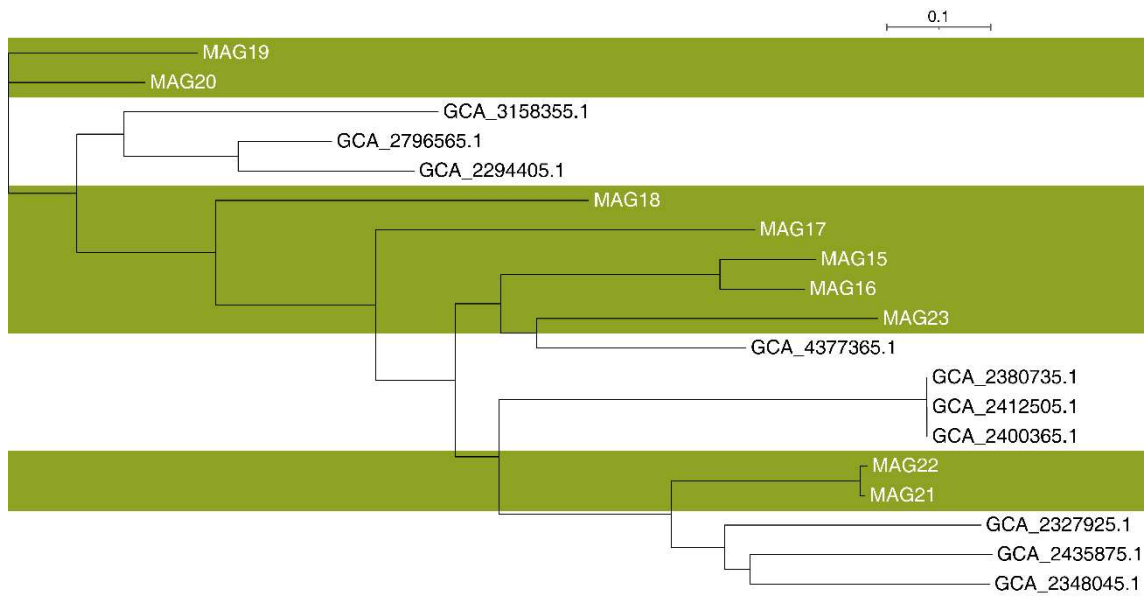 0.1
MAG19
MAG20
GCA_3158355.1
GCA_2796565.1
GCA_2294405.1
MAG18
MAG17
MAG15
MAG16
MAG23
GCA_4377365.1
GCA_2380735.1
GCA_2412505.1
GCA_2400365.1
MAG22
MAG21
GCA_2327925.1
GCA_2435875.1
GCA_2348045.1